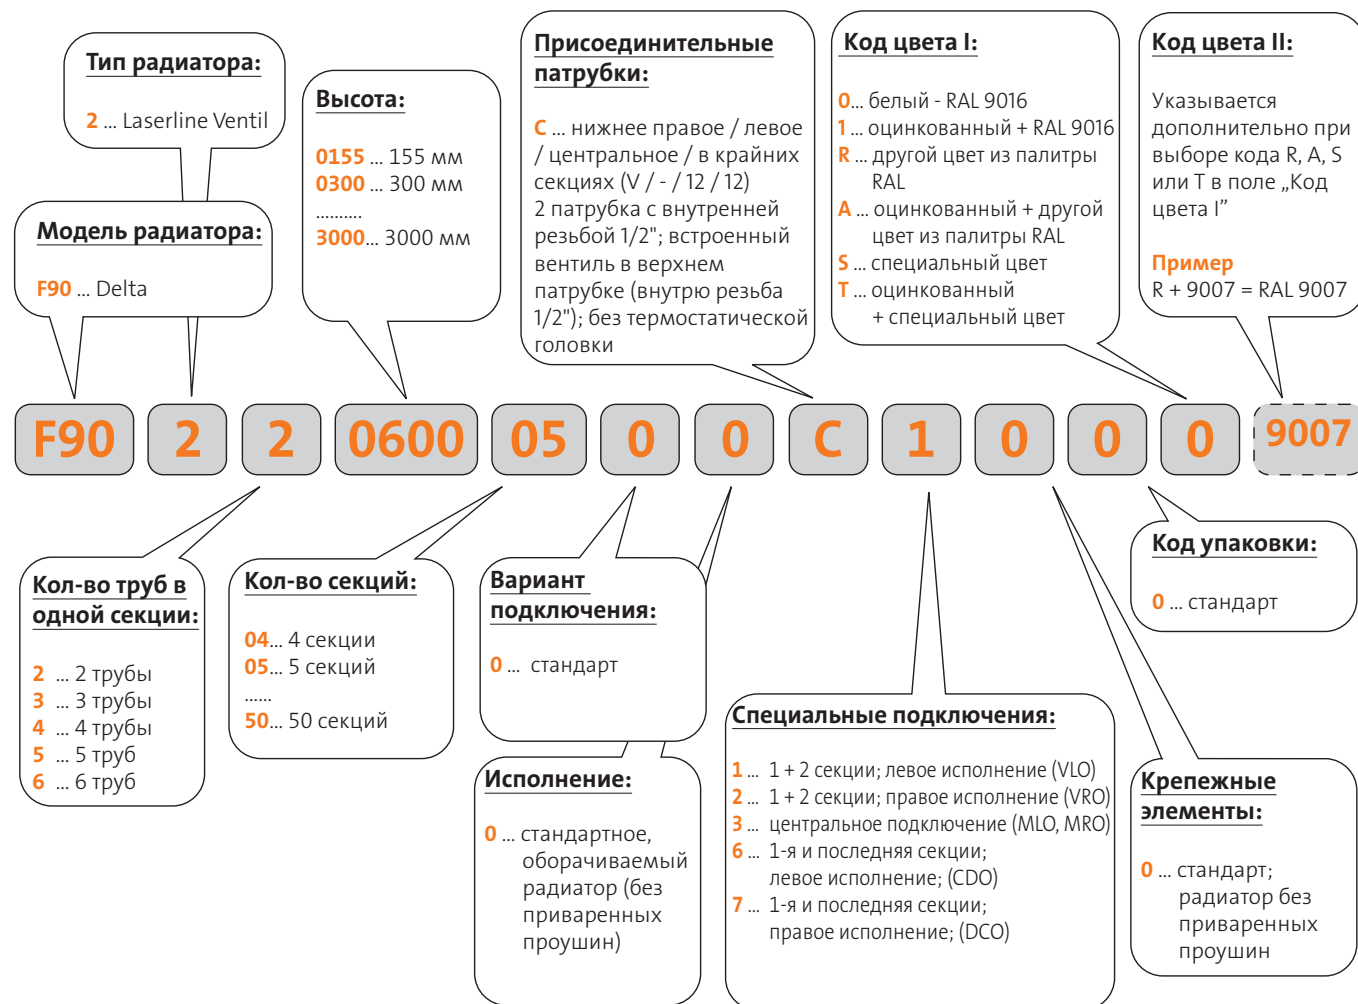 Тип радиатора:
2 ... Laserline Ventil
Модель радиатора:
F90 ... Delta
Высота:
0155 ... 155 мм
0300 ... 300 мм
..........
3000... 3000 мм
Присоединительные
патрубки:
C ... нижнее правое / левое
/ центральное / в крайних
секциях (V / - / 12 / 12)
2 патрубка с внутренней
резьбой 1/2"; встроенный
вентиль в верхнем
патрубке (внутрю резьба
1/2"); без термостатической
головки
Код цвета I:
0... белый - RAL 9016
1... оцинкованный + RAL 9016
R ... другой цвет из палитры
RAL
A ... оцинкованный + другой
цвет из палитры RAL
S ... специальный цвет
T ... оцинкованный
+ специальный цвет
Код цвета II:
Указывается
дополнительно при
выборе кода R, A, S
или T в поле „Код
цвета I”
Пример
R + 9007 = RAL 9007
F90 2 2 0600 05 0 0 C 1 0 0 0 9007
Кол-во труб в
одной секции:
2 ... 2 трубы
3 ... 3 трубы
4 ... 4 трубы
5 ... 5 труб
6 ... 6 труб
Кол-во секций:
04... 4 секции
05... 5 секций
......
50... 50 секций
Вариант
подключения:
0 ... стандарт
Исполнение:
0 ... стандартное,
оборачиваемый
радиатор (без
приваренных
проушин)
Специальные подключения:
1 ... 1 + 2 секции; левое исполнение (VLO)
2 ... 1 + 2 секции; правое исполнение (VRO)
3 ... центральное подключение (MLO, MRO)
6 ... 1-я и последняя секции;
левое исполнение; (CDO)
7 ... 1-я и последняя секции;
правое исполнение; (DCO)
Код упаковки:
0 ... стандарт
Крепежные
элементы:
0 ... стандарт;
радиатор без
приваренных
проушин